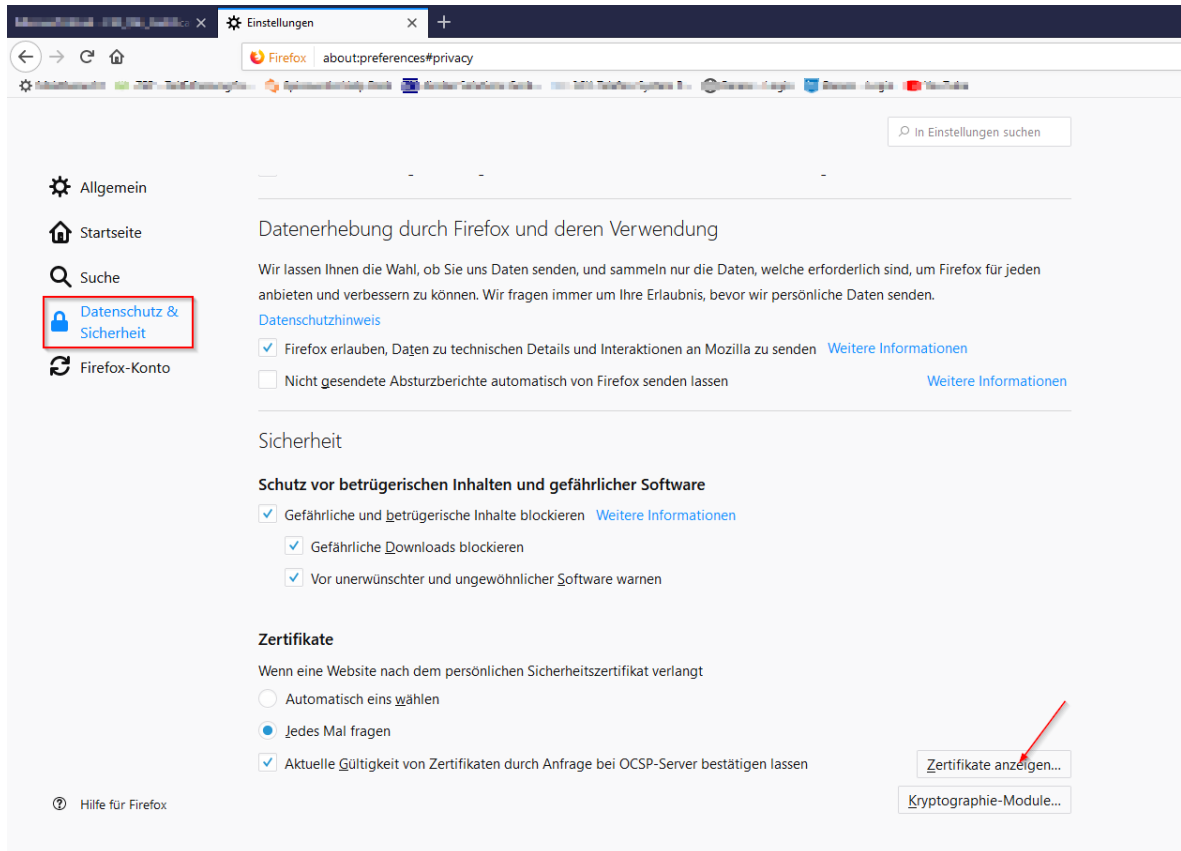 Einstellungen
Firefox about:preferences#privacy
YouTube
In Einstellungen suchen
Allgemein
Startseite
Suche
Datenschutz &
Sicherheit
Firefox-Konto
Datenerhebung durch Firefox und deren Verwendung
Wir lassen Ihnen die Wahl, ob Sie uns Daten senden, und sammeln nur die Daten, welche erforderlich sind, um Firefox für jeden
anbieten und verbessern zu können. Wir fragen immer um Ihre Erlaubnis, bevor wir persönliche Daten senden.
Datenschutzhinweis
Firefox erlauben, Daten zu technischen Details und Interaktionen an Mozilla zu senden Weitere Informationen
Nicht gesendete Absturzberichte automatisch von Firefox senden lassen Weitere Informationen
Sicherheit
Schutz vor betrügerischen Inhalten und gefährlicher Software
Gefährliche und betrügerische Inhalte blockieren Weitere Informationen
Gefährliche Downloads blockieren
Vor unerwünschter und ungewöhnlicher Software warnen
Zertifikate
Wenn eine Website nach dem persönlichen Sicherheitszertifikat verlangt
Automatisch eins wählen
Jedes Mal fragen
Aktuelle Gültigkeit von Zertifikaten durch Anfrage bei OCSP-Server bestätigen lassen Zertifikate anzeigen...
Kryptographie-Module...
Hilfe für Firefox